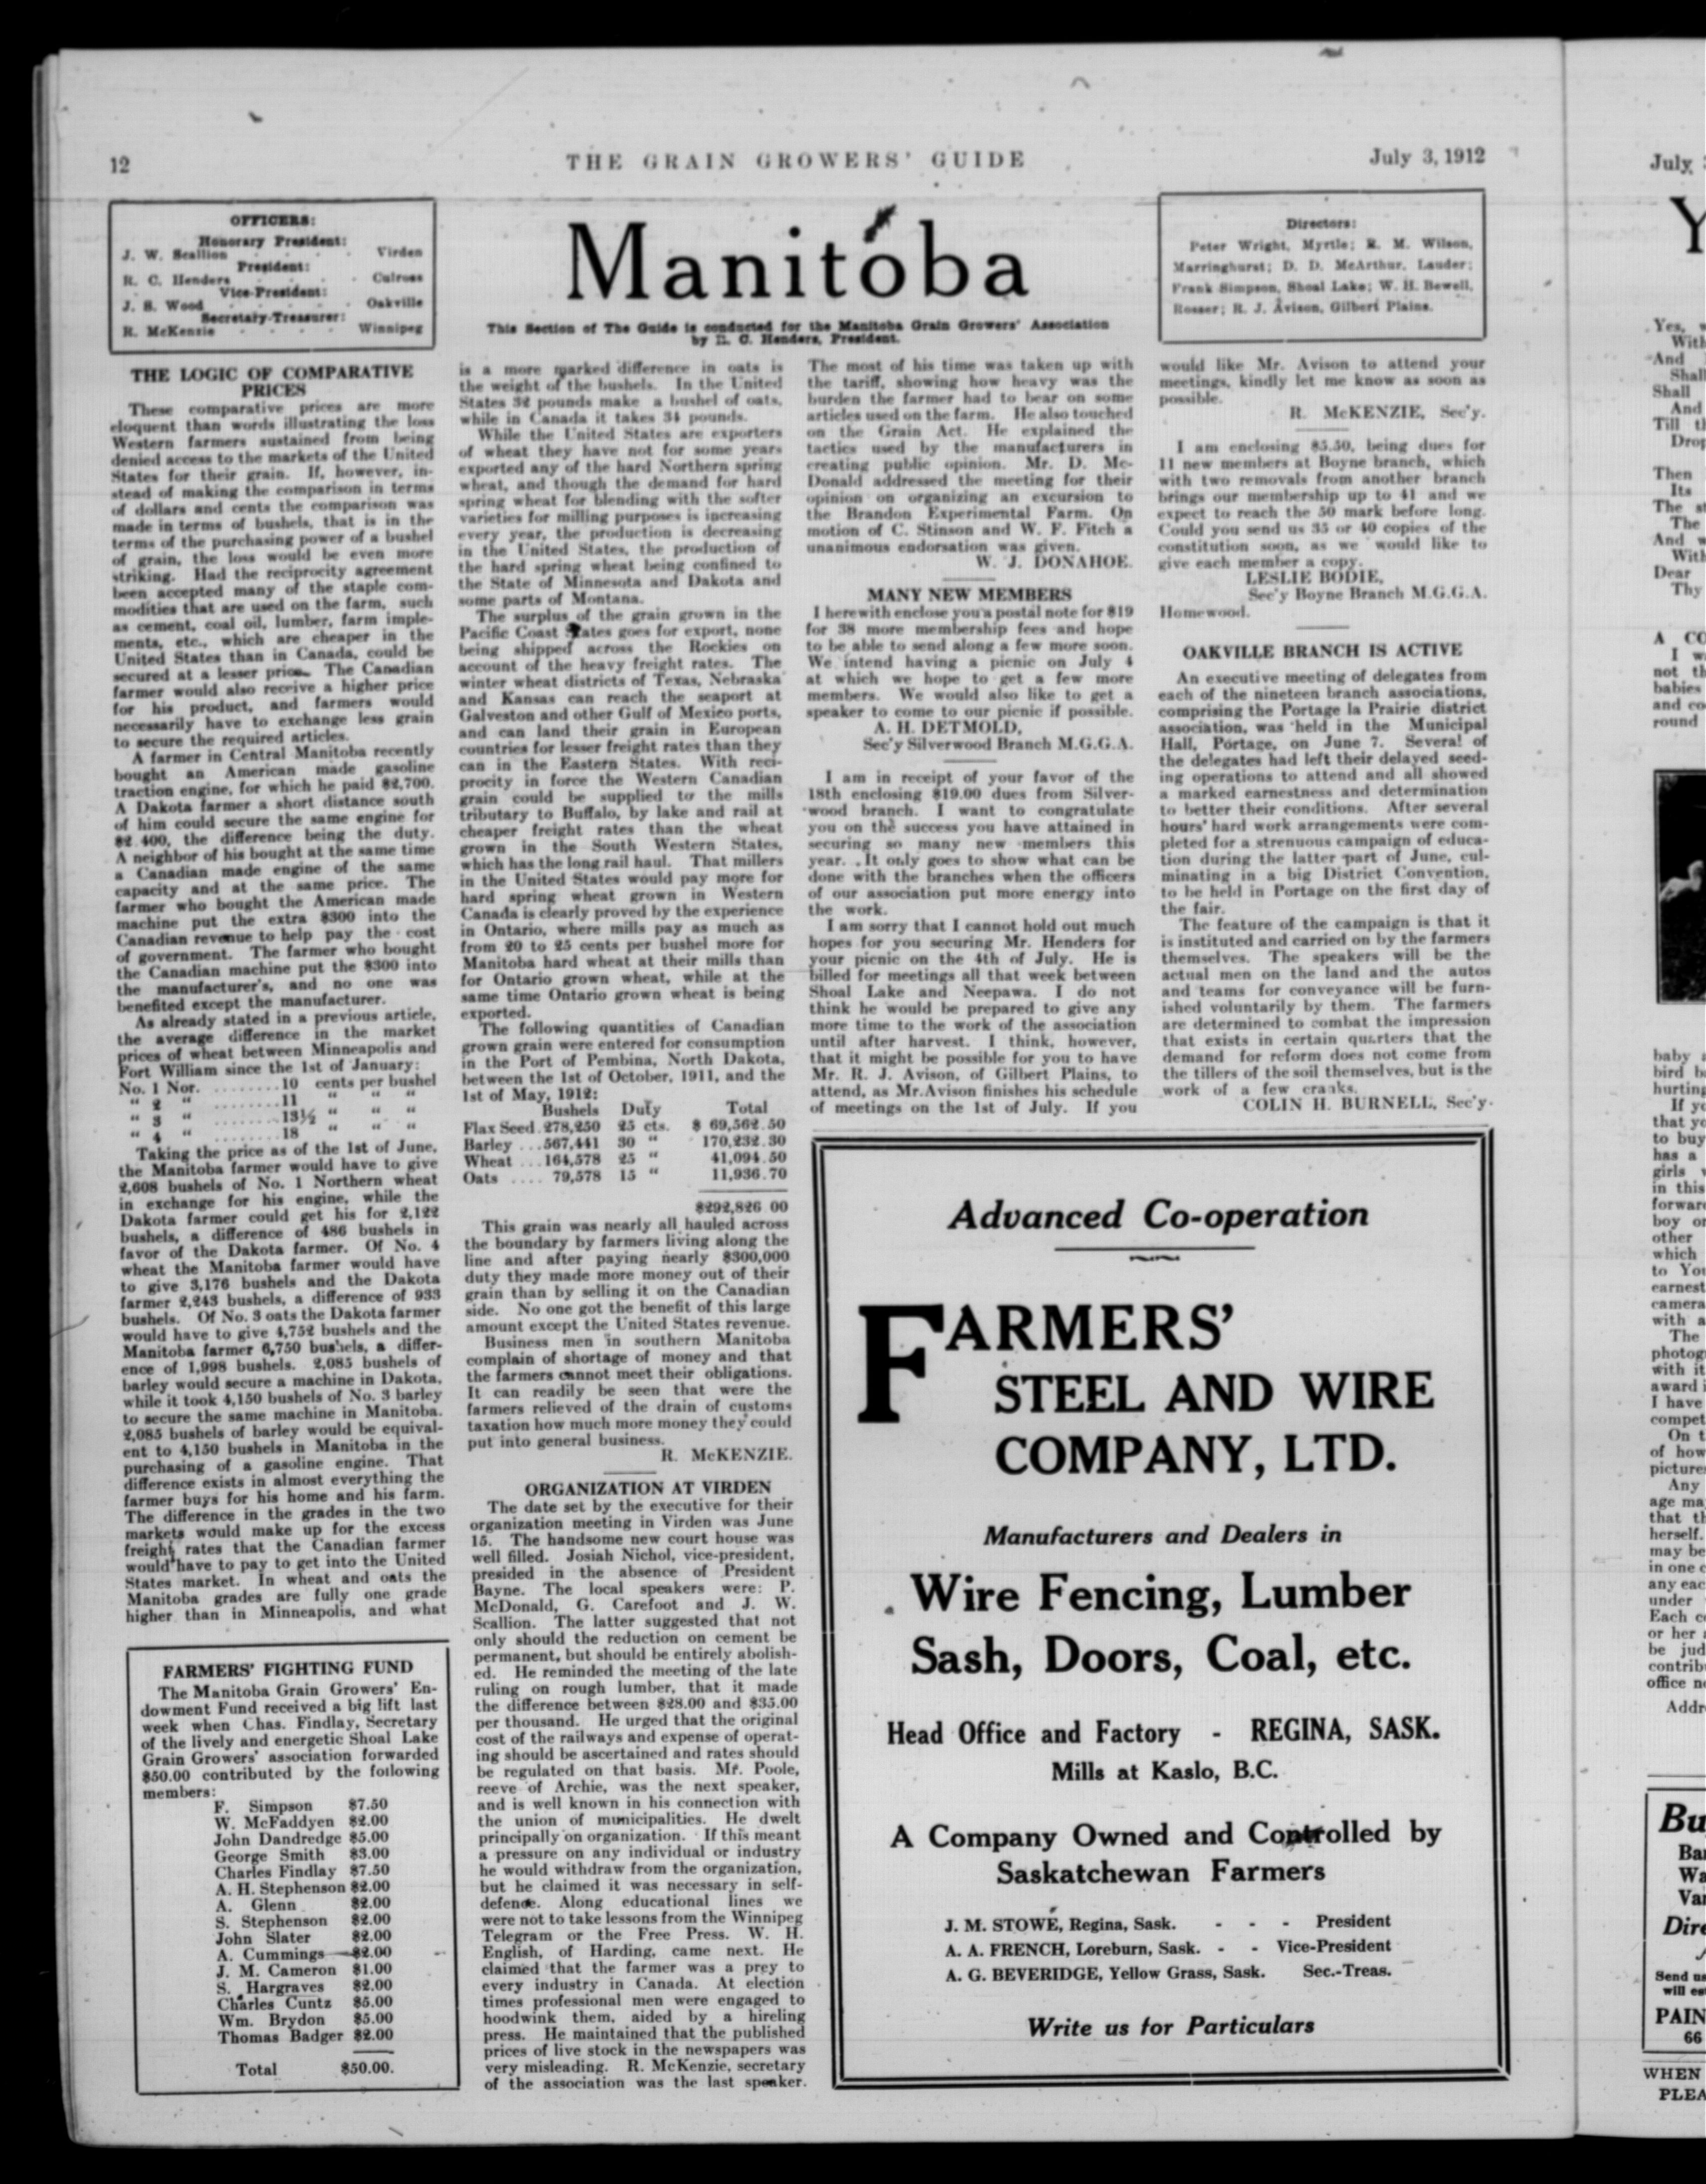 12
THE GRAIN GROWERS' GUIDE
July 3, 1912
OFFICERS:
Honorary President:
J. W. Scallion - - - - Virden
President:
R. C. Henders - - - - Culross
Vice-President:
J. S. Wood - - - - Oakville
Secretary-Treasurer:
R. McKenzie - - - - Winnipeg
Manitoba
This Section of The Guide is conducted for the Manitoba Grain Growers' Association
by R. C. Henders, President.
Directors:
Peter Wright, Myrtle; R. M. Wilson,
Marringhurst; D. D. McArthur, Lauder;
Frank Simpson, Shoal Lake; W. H. Bewell,
Rosser; R. J. Avison, Gilbert Plains.
THE LOGIC OF COMPARATIVE
PRICES
These comparative prices are more
eloquent than words illustrating the loss
Western farmers sustained from being
denied access to the markets of the United
States for their grain. If, however, in-
stead of making the comparison in terms
of dollars and cents the comparison was
made in terms of bushels, that is in the
terms of the purchasing power of a bushel
of grain, the loss would be even more
striking. Had the reciprocity agreement
been accepted many of the staple com-
modities that are used on the farm, such
as cement, coal oil, lumber, farm imple-
ments, etc., which are cheaper in the
United States than in Canada, could be
secured at a lesser price. The Canadian
farmer would also receive a higher price
for his product, and farmers would
necessarily have to exchange less grain
to secure the required articles.
A farmer in Central Manitoba recently
bought an American made gasoline
traction engine, for which he paid $2,700.
A Dakota farmer a short distance south
of him could secure the same engine for
$2,400, the difference being the duty.
A neighbor of his bought at the same time
a Canadian made engine of the same
capacity and at the same price. The
farmer who bought the American made
machine put the extra $300 into the
Canadian revenue to help pay the cost
of government. The farmer who bought
the Canadian machine put the $300 into
the manufacturer's, and no one was
benefited except the manufacturer.
As already stated in a previous article,
the average difference in the market
prices of wheat between Minneapolis and
Fort William since the 1st of January:
No. 1 Nor. .........10 cents per bushel
" 2 " .........11 " " "
" 3 " .........13½ " " "
" 4 " .........18 " " "
Taking the price as of the 1st of June,
the Manitoba farmer would have to give
2,608 bushels of No. 1 Northern wheat
in exchange for his engine, while the
Dakota farmer could get his for 2,122
bushels, a difference of 486 bushels in
favor of the Dakota farmer. Of No. 4
wheat the Manitoba farmer would have
to give 3,176 bushels and the Dakota
farmer 2,243 bushels, a difference of 933
bushels. Of No. 3 oats the Dakota farmer
would have to give 4,752 bushels and the
Manitoba farmer 6,750 bushels, a differ-
ence of 1,998 bushels. 2,085 bushels of
barley would secure a machine in Dakota,
while it took 4,150 bushels of No. 3 barley
to secure the same machine in Manitoba.
2,085 bushels of barley would be equival-
ent to 4,150 bushels in Manitoba in the
purchasing of a gasoline engine. That
difference exists in almost everything the
farmer buys for his home and his farm.
The difference in the grades in the two
markets would make up for the excess
freight rates that the Canadian farmer
would have to pay to get into the United
States market. In wheat and oats the
Manitoba grades are fully one grade
higher than in Minneapolis, and what
FARMERS' FIGHTING FUND
The Manitoba Grain Growers' En-
dowment Fund received a big lift last
week when Chas. Findlay, Secretary
of the lively and energetic Shoal Lake
Grain Growers' association forwarded
$50.00 contributed by the following
members:
F. Simpson $7.50
W. McFaddyen $2.00
John Dandredge $5.00
George Smith $3.00
Charles Findlay $7.50
A. H. Stephenson $2.00
A. Glenn $2.00
S. Stephenson $2.00
John Slater $2.00
A. Cummings $2.00
J. M. Cameron $1.00
S. Hargraves $2.00
Charles Cuntz $5.00
Wm. Brydon $5.00
Thomas Badger $2.00
Total $50.00.
is a more marked difference in oats is
the weight of the bushels. In the United
States 32 pounds make a bushel of oats,
while in Canada it takes 34 pounds.
While the United States are exporters
of wheat they have not for some years
exported any of the hard Northern spring
wheat, and though the demand for hard
spring wheat for blending with the softer
varieties for milling purposes is increasing
every year, the production is decreasing
in the United States, the production of
the hard spring wheat being confined to
the State of Minnesota and Dakota and
some parts of Montana.
The surplus of the grain grown in the
Pacific Coast States goes for export, none
being shipped across the Rockies on
account of the heavy freight rates. The
winter wheat districts of Texas, Nebraska
and Kansas can reach the seaport at
Galveston and other Gulf of Mexico ports,
and can land their grain in European
countries for lesser freight rates than they
can in the Eastern States. With reci-
procity in force the Western Canadian
grain could be supplied to the mills
tributary to Buffalo, by lake and rail at
cheaper freight rates than the wheat
grown in the South Western States,
which has the long rail haul. That millers
in the United States would pay more for
hard spring wheat grown in Western
Canada is clearly proved by the experience
in Ontario, where mills pay as much as
from 20 to 25 cents per bushel more for
Manitoba hard wheat at their mills than
for Ontario grown wheat, while at the
same time Ontario grown wheat is being
exported.
The following quantities of Canadian
grown grain were entered for consumption
in the Port of Pembina, North Dakota,
between the 1st of October, 1911, and the
1st of May, 1912:
Bushels Duty Total
Flax Seed.278,250 25 cts. $ 69,562.50
Barley ...567,441 30 " 170,232.30
Wheat ...164,578 25 " 41,094.50
Oats .... 79,578 15 " 11,936.70
$292,826 00
This grain was nearly all hauled across
the boundary by farmers living along the
line and after paying nearly $300,000
duty they made more money out of their
grain than by selling it on the Canadian
side. No one got the benefit of this large
amount except the United States revenue.
Business men in southern Manitoba
complain of shortage of money and that
the farmers cannot meet their obligations.
It can readily be seen that were the
farmers relieved of the drain of customs
taxation how much more money they could
put into general business.
R. McKENZIE.
ORGANIZATION AT VIRDEN
The date set by the executive for their
organization meeting in Virden was June
15. The handsome new court house was
well filled. Josiah Nichol, vice-president,
presided in the absence of President
Bayne. The local speakers were: P.
McDonald, G. Carefoot and J. W.
Scallion. The latter suggested that not
only should the reduction on cement be
permanent, but should be entirely abolish-
ed. He reminded the meeting of the late
ruling on rough lumber, that it made
the difference between $28.00 and $35.00
per thousand. He urged that the original
cost of the railways and expense of operat-
ing should be ascertained and rates should
be regulated on that basis. Mr. Poole,
reeve of Archie, was the next speaker,
and is well known in his connection with
the union of municipalities. He dwelt
principally on organization. If this meant
a pressure on any individual or industry
he would withdraw from the organization,
but he claimed it was necessary in self-
defence. Along educational lines we
were not to take lessons from the Winnipeg
Telegram or the Free Press. W. H.
English, of Harding, came next. He
claimed that the farmer was a prey to
every industry in Canada. At election
times professional men were engaged to
hoodwink them, aided by a hireling
press. He maintained that the published
prices of live stock in the newspapers was
very misleading. R. McKenzie, secretary
of the association was the last speaker.
The most of his time was taken up with
the tariff, showing how heavy was the
burden the farmer had to bear on some
articles used on the farm. He also touched
on the Grain Act. He explained the
tactics used by the manufacturers in
creating public opinion. Mr. D. Mc-
Donald addressed the meeting for their
opinion on organizing an excursion to
the Brandon Experimental Farm. On
motion of C. Stinson and W. F. Fitch a
unanimous endorsation was given.
W. J. DONAHOE.
MANY NEW MEMBERS
I herewith enclose you a postal note for $19
for 38 more membership fees and hope
to be able to send along a few more soon.
We intend having a picnic on July 4
at which we hope to get a few more
members. We would also like to get a
speaker to come to our picnic if possible.
A. H. DETMOLD,
Sec'y Silverwood Branch M.G.G.A.
I am in receipt of your favor of the
18th enclosing $19.00 dues from Silver-
wood branch. I want to congratulate
you on the success you have attained in
securing so many new members this
year. It only goes to show what can be
done with the branches when the officers
of our association put more energy into
the work.
I am sorry that I cannot hold out much
hopes for you securing Mr. Henders for
your picnic on the 4th of July. He is
billed for meetings all that week between
Shoal Lake and Neepawa. I do not
think he would be prepared to give any
more time to the work of the association
until after harvest. I think, however,
that it might be possible for you to have
Mr. R. J. Avison, of Gilbert Plains, to
attend, as Mr.Avison finishes his schedule
of meetings on the 1st of July. If you
would like Mr. Avison to attend your
meetings, kindly let me know as soon as
possible.
R. McKENZIE, Sec'y.
I am enclosing $5.50, being dues for
11 new members at Boyne branch, which
with two removals from another branch
brings our membership up to 41 and we
expect to reach the 50 mark before long.
Could you send us 35 or 40 copies of the
constitution soon, as we would like to
give each member a copy.
LESLIE BODIE,
Sec'y Boyne Branch M.G.G.A.
Homewood.
OAKVILLE BRANCH IS ACTIVE
An executive meeting of delegates from
each of the nineteen branch associations,
comprising the Portage la Prairie district
association, was held in the Municipal
Hall, Portage, on June 7. Several of
the delegates had left their delayed seed-
ing operations to attend and all showed
a marked earnestness and determination
to better their conditions. After several
hours' hard work arrangements were com-
pleted for a strenuous campaign of educa-
tion during the latter part of June, cul-
minating in a big District Convention,
to be held in Portage on the first day of
the fair.
The feature of the campaign is that it
is instituted and carried on by the farmers
themselves. The speakers will be the
actual men on the land and the autos
and teams for conveyance will be furn-
ished voluntarily by them. The farmers
are determined to combat the impression
that exists in certain quarters that the
demand for reform does not come from
the tillers of the soil themselves, but is the
work of a few cranks.
COLIN H. BURNELL, Sec'y.
Advanced Co-operation
FARMERS'
STEEL AND WIRE
COMPANY, LTD.
Manufacturers and Dealers in
Wire Fencing, Lumber
Sash, Doors, Coal, etc.
Head Office and Factory - REGINA, SASK.
Mills at Kaslo, B.C.
A Company Owned and Controlled by
Saskatchewan Farmers
J. M. STOWE, Regina, Sask. - - - President
A. A. FRENCH, Loreburn, Sask. - - Vice-President
A. G. BEVERIDGE, Yellow Grass, Sask. Sec.-Treas.
Write us for Particulars
July
Yes,
With
And
Shall
Shall
And
Till
Drop
Then
Its
The
The
And
With
Dear
Thy
A CO
I
not
babies
and
round
baby
bird
hurting
If
that
to buy
has a
girls
in this
forward
boy or
other
which
to
earnest
camera
with a
The
with it
award
I have
On
of how
Any
age
that
herself.
may be
in one
any
under
Each
or her
be
office
Bu
Send us
will
PAIN
66
WHEN
PLEA